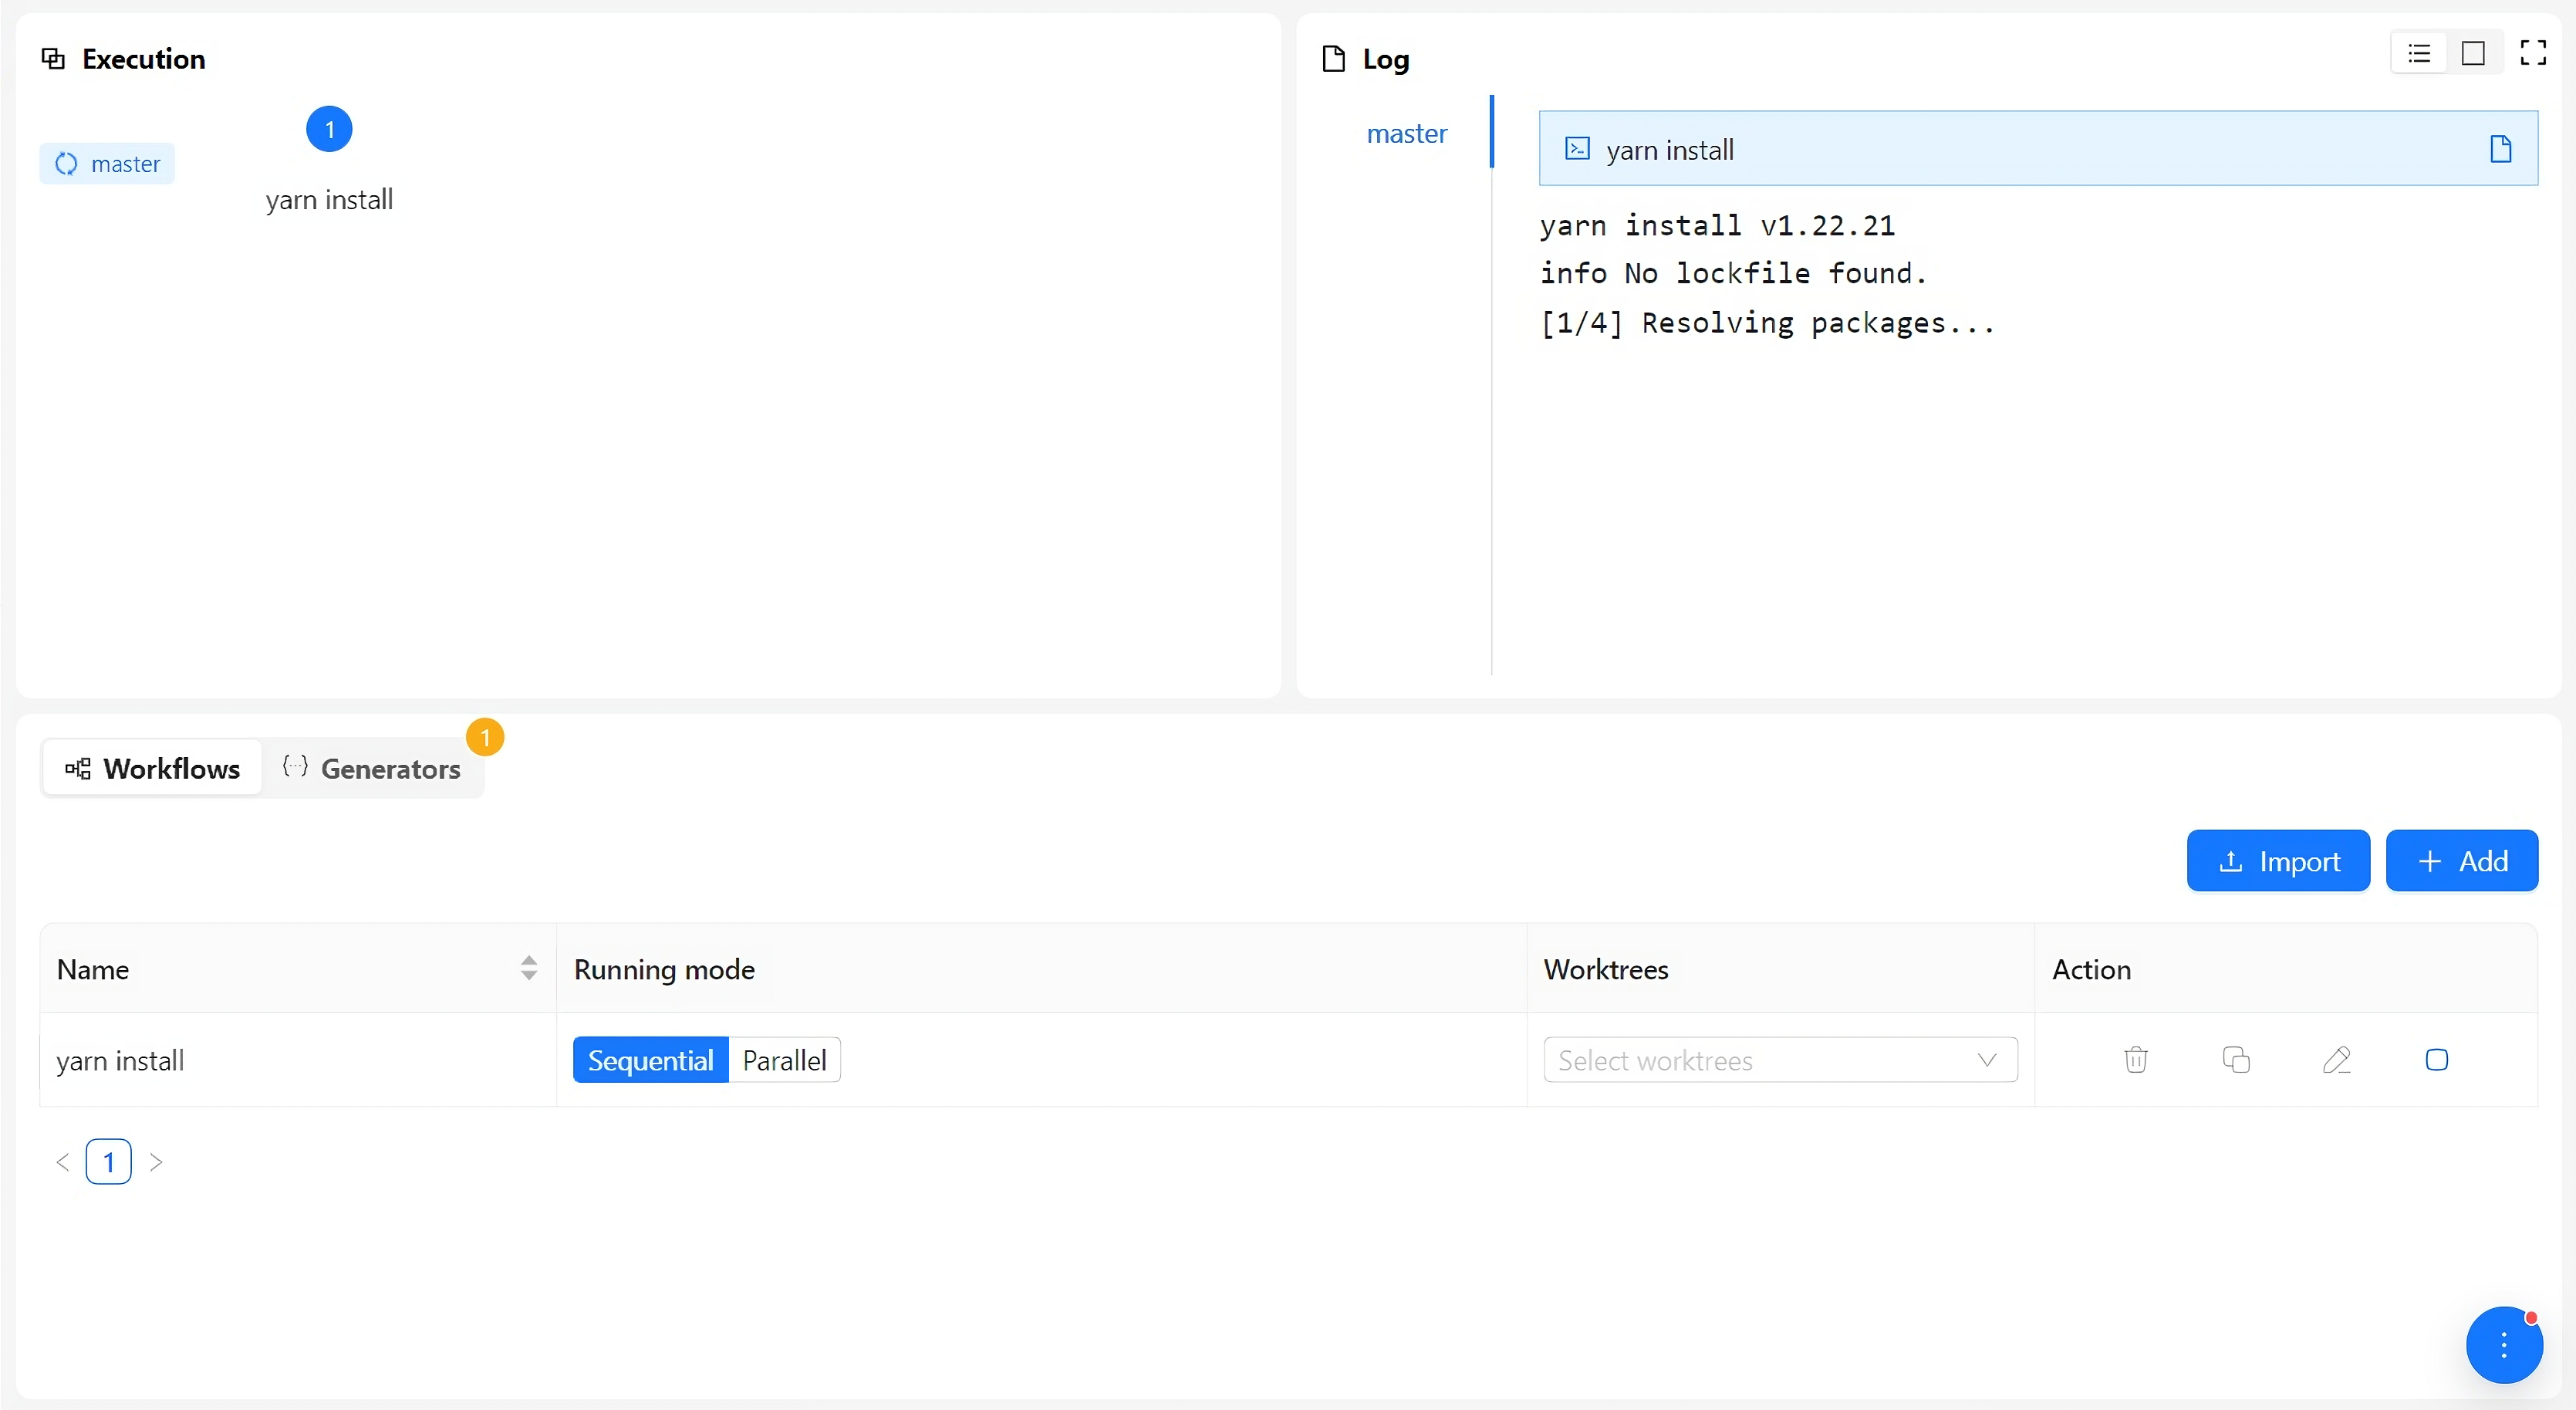 Execution
1
master
yarn install
Log
master
yarn install
yarn install v1.22.21
info No lockfile found.
[1/4] Resolving packages...
Workflows
Generators
1
Import
Add
Name
Running mode
Worktrees
Action
yarn install
Sequential
Parallel
Select worktrees
1